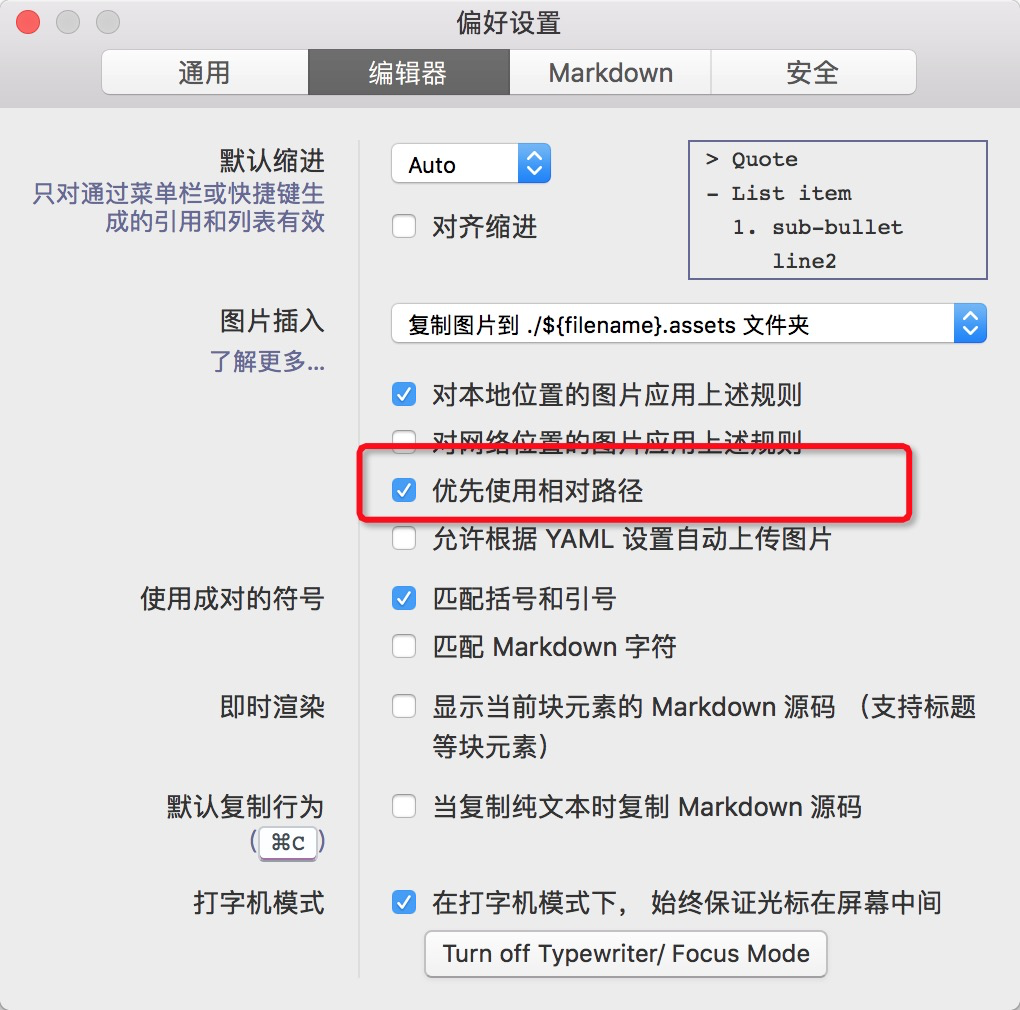 偏好设置
通用
编辑器
Markdown
安全
默认缩进
只对通过菜单栏或快捷键生
成的引用和列表有效
Auto
对齐缩进
> Quote
- List item
1. sub-bullet
line2
图片插入
了解更多...
复制图片到 ./${filename}.assets 文件夹
对本地位置的图片应用上述规则
对网络位置的图片应用上述规则
优先使用相对路径
允许根据 YAML 设置自动上传图片
使用成对的符号
匹配括号和引号
匹配 Markdown 字符
即时渲染
显示当前块元素的 Markdown 源码 （支持标题
等块元素）
默认复制行为
(⌘C)
当复制纯文本时复制 Markdown 源码
打字机模式
在打字机模式下， 始终保证光标在屏幕中间
Turn off Typewriter/ Focus Mode